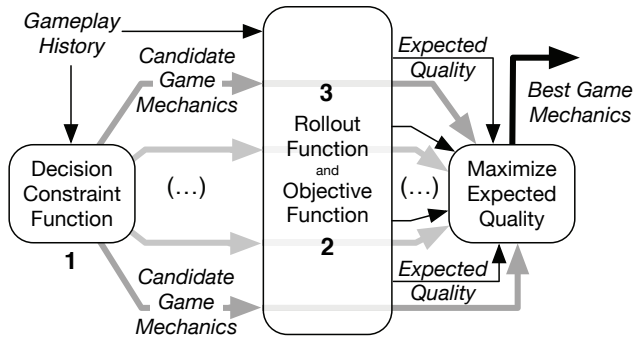 Gameplay
History
Candidate
Game
Mechanics
Expected
Quality
Best Game
Mechanics
3
Rollout
Function
and
Objective
Function
2
Decision
Constraint
Function
1
(...)
(...)
Maximize
Expected
Quality
Candidate
Game
Mechanics
Expected
Quality